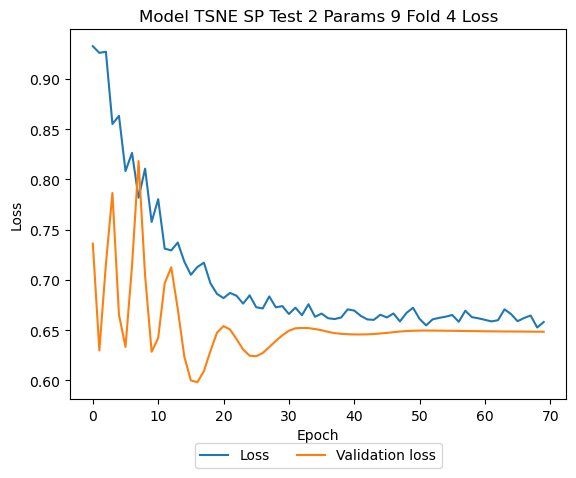 Model TSNE SP Test 2 Params 9 Fold 4 Loss
0.90
0.85
0.80
0.75
0.70
0.65
0.60
Loss
0 10 20 30 40 50 60 70
Epoch
Loss Validation loss